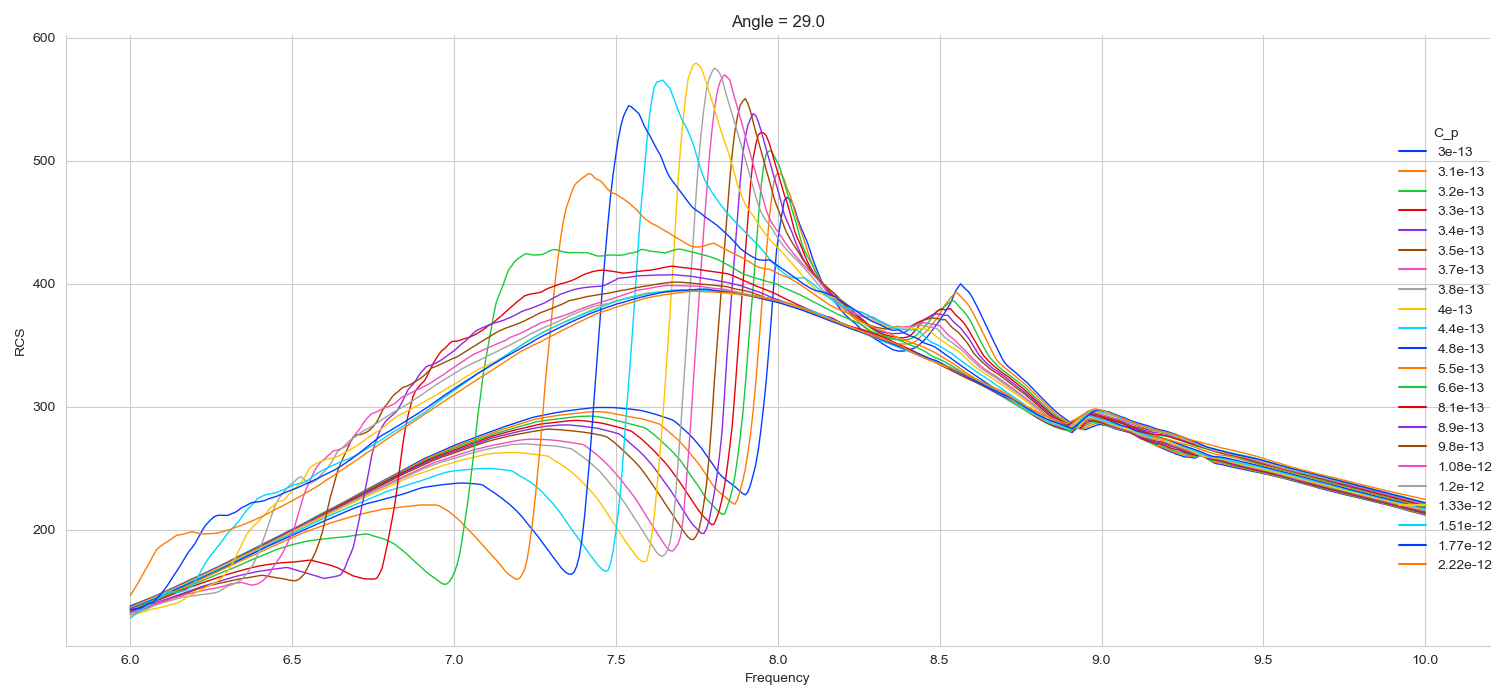 Angle = 29.0
600
500
400
300
200
RCS
6.0 6.5 7.0 7.5 8.0 8.5 9.0 9.5 10.0
Frequency
C_p
3e-13
3.1e-13
3.2e-13
3.3e-13
3.4e-13
3.5e-13
3.7e-13
3.8e-13
4e-13
4.4e-13
4.8e-13
5.5e-13
6.6e-13
8.1e-13
8.9e-13
9.8e-13
1.08e-12
1.2e-12
1.33e-12
1.51e-12
1.77e-12
2.22e-12